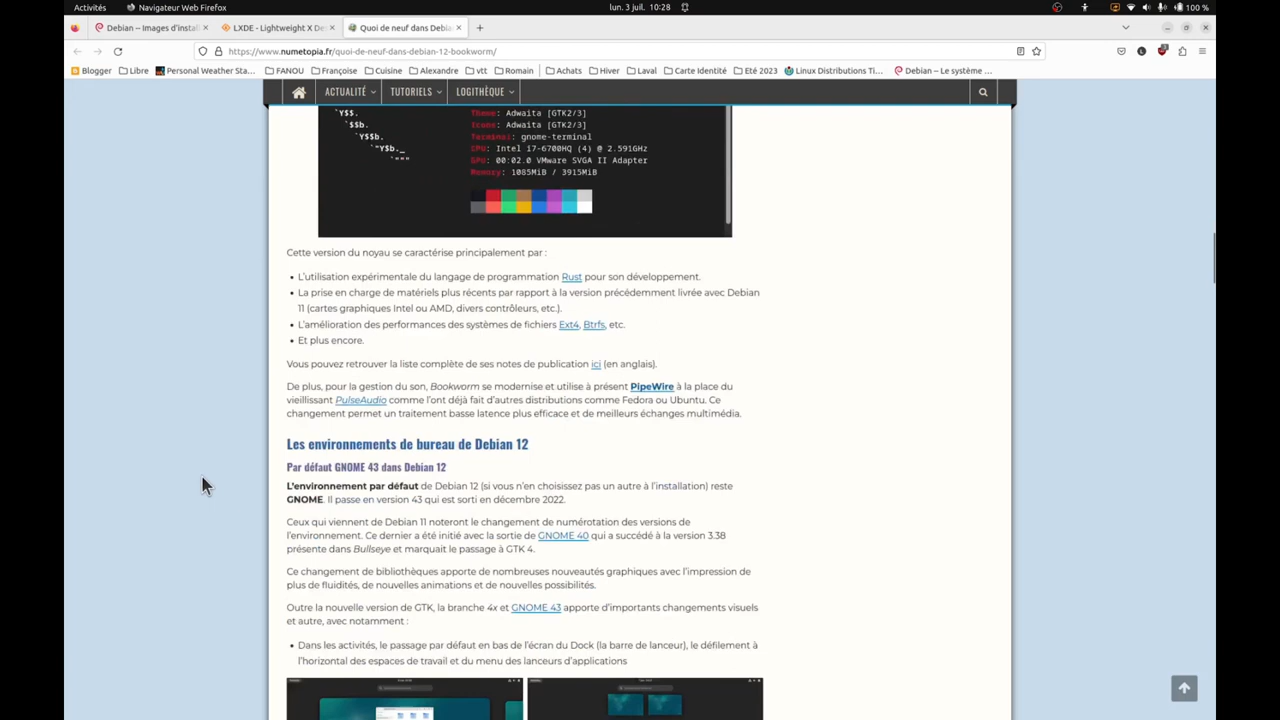 Activités
Navigateur Web Firefox
lun. 3 juil. 10:28
100 %
Debian -- Images d'instal
LXDE - Lightweight X De
Quoi de neuf dans Debia
https://www.numetopia.fr/quoi-de-neuf-dans-debian-12-bookworm/
Blogger
Libre
Personal Weather Sta...
FANOU
Françoise
Cuisine
Alexandre
vtt
Romain
Achats
Hiver
Laval
Carte Identité
Eté 2023
Linux Distributions Ti...
Debian -- Le système ...
ACTUALITÉ
TUTORIELS
LOGITHÈQUE
`Y$$.
Theme: Adwaita [GTK2/3]
`$$b.
Icons: Adwaita [GTK2/3]
`Y$$b.
Terminal: gnome-terminal
`"Y$b._
CPU: Intel i7-6700HQ (4) @ 2.591GHz
`"""
GPU: 00:02.0 VMware SVGA II Adapter
Memory: 1085MiB / 3915MiB
Cette version du noyau se caractérise principalement par :
• L'utilisation expérimentale du langage de programmation Rust pour son développement.
• La prise en charge de matériels plus récents par rapport à la version précédemment livrée avec Debian
11 (cartes graphiques Intel ou AMD, divers contrôleurs, etc.).
• L'amélioration des performances des systèmes de fichiers Ext4, Btrfs, etc.
• Et plus encore.
Vous pouvez retrouver la liste complète de ses notes de publication ici (en anglais).
De plus, pour la gestion du son, Bookworm se modernise et utilise à présent PipeWire à la place du
vieillissant PulseAudio comme l'ont déjà fait d'autres distributions comme Fedora ou Ubuntu. Ce
changement permet un traitement basse latence plus efficace et de meilleurs échanges multimédia.
Les environnements de bureau de Debian 12
Par défaut GNOME 43 dans Debian 12
L'environnement par défaut de Debian 12 (si vous n'en choisissez pas un autre à l'installation) reste
GNOME. Il passe en version 43 qui est sorti en décembre 2022.
Ceux qui viennent de Debian 11 noteront le changement de numérotation des versions de
l'environnement. Ce dernier a été initié avec la sortie de GNOME 40 qui a succédé à la version 3.38
présente dans Bullseye et marquait le passage à GTK 4.
Ce changement de bibliothèques apporte de nombreuses nouveautés graphiques avec l'impression de
plus de fluidités, de nouvelles animations et de nouvelles possibilités.
Outre la nouvelle version de GTK, la branche 4x et GNOME 43 apporte d'importants changements visuels
et autre, avec notamment :
• Dans les activités, le passage par défaut en bas de l'écran du Dock (la barre de lanceur), le défilement à
l'horizontal des espaces de travail et du menu des lanceurs d'applications